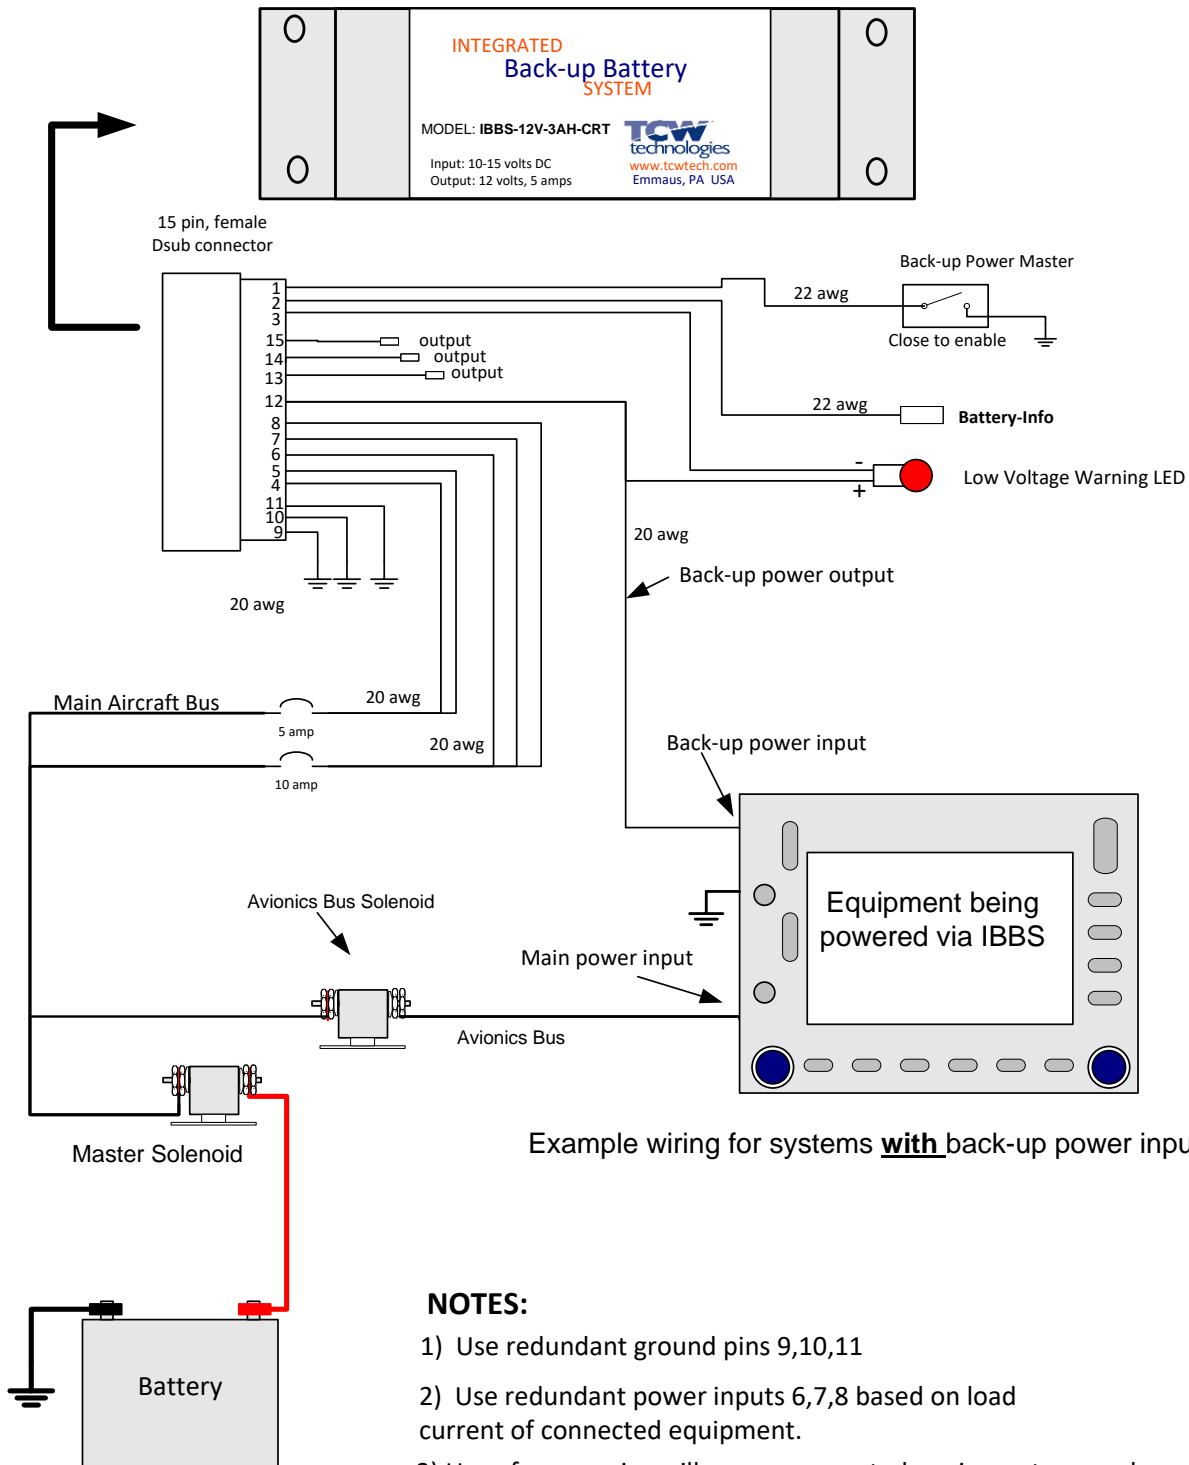 INTEGRATED
Back-up Battery
SYSTEM
MODEL: IBBS-12V-3AH-CRT
TCW
technologies
www.tcwtech.com
Emmaus, PA USA
Input: 10-15 volts DC
Output: 12 volts, 5 amps
15 pin, female
Dsub connector
1
2
3
15
14
13
12
8
7
6
5
4
11
10
9
output
output
output
22 awg
Back-up Power Master
Close to enable
22 awg
Battery-Info
-
+
Low Voltage Warning LED
20 awg
Back-up power output
20 awg
Main Aircraft Bus
5 amp
20 awg
10 amp
20 awg
Back-up power input
Equipment being
powered via IBBS
Avionics Bus Solenoid
Main power input
Avionics Bus
Master Solenoid
Example wiring for systems with back-up power inpu
Battery
NOTES:
1) Use redundant ground pins 9,10,11
2) Use redundant power inputs 6,7,8 based on load
current of connected equipment.